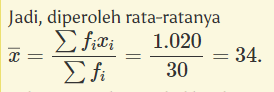 Jadi, diperoleh rata-ratanya
x̄ = ∑ fᵢxᵢ / ∑ fᵢ = 1.020 / 30 = 34.